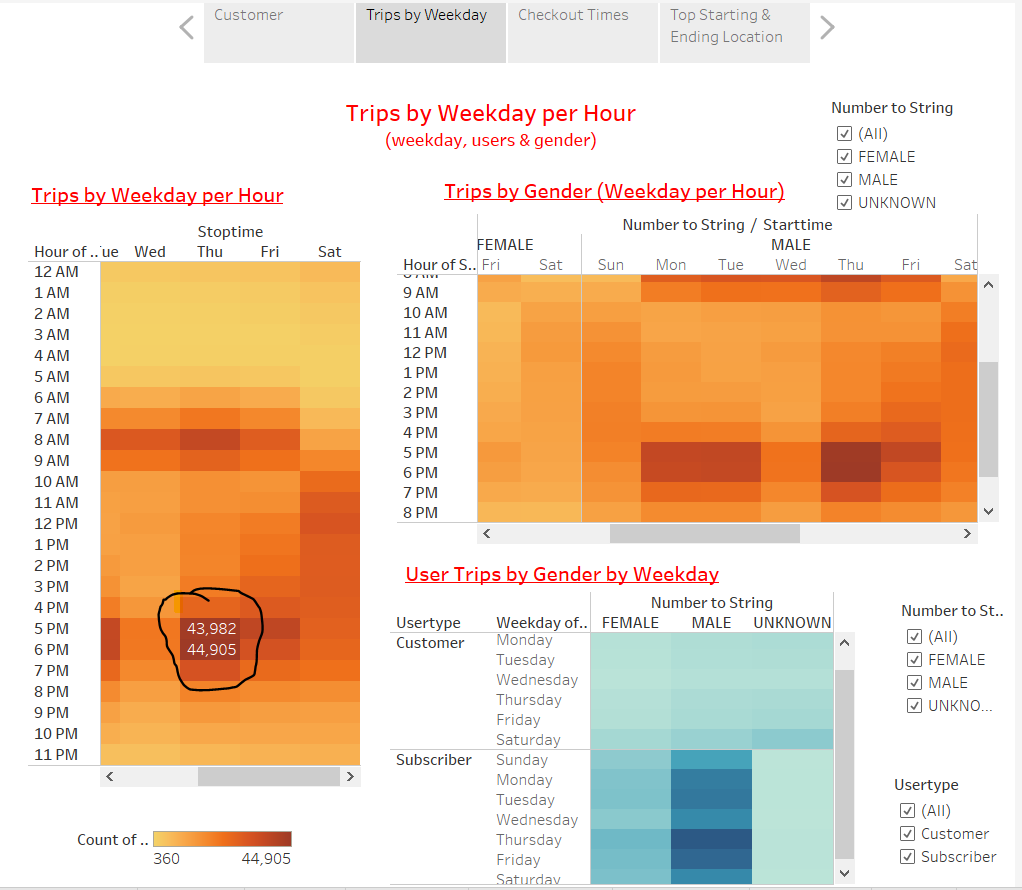 Customer
Trips by Weekday
Checkout Times
Top Starting &
Ending Location
Trips by Weekday per Hour
(weekday, users & gender)
Number to String
(All)
FEMALE
MALE
UNKNOWN
Trips by Weekday per Hour
Stoptime
Hour of .. ue Wed Thu Fri Sat
12 AM
1 AM
2 AM
3 AM
4 AM
5 AM
6 AM
7 AM
8 AM
9 AM
10 AM
11 AM
12 PM
1 PM
2 PM
3 PM
4 PM
5 PM 43,982
6 PM 44,905
7 PM
8 PM
9 PM
10 PM
11 PM
Count of ..
360 44,905
Trips by Gender (Weekday per Hour)
Number to String / Starttime
FEMALE MALE
Hour of S.. Fri Sat Sun Mon Tue Wed Thu Fri Sat
9 AM
10 AM
11 AM
12 PM
1 PM
2 PM
3 PM
4 PM
5 PM
6 PM
7 PM
8 PM
User Trips by Gender by Weekday
Number to String
Usertype Weekday of.. FEMALE MALE UNKNOWN
Customer Monday
Tuesday
Wednesday
Thursday
Friday
Saturday
Subscriber Sunday
Monday
Tuesday
Wednesday
Thursday
Friday
Saturday
Number to St..
(All)
FEMALE
MALE
UNKNO...
Usertype
(All)
Customer
Subscriber